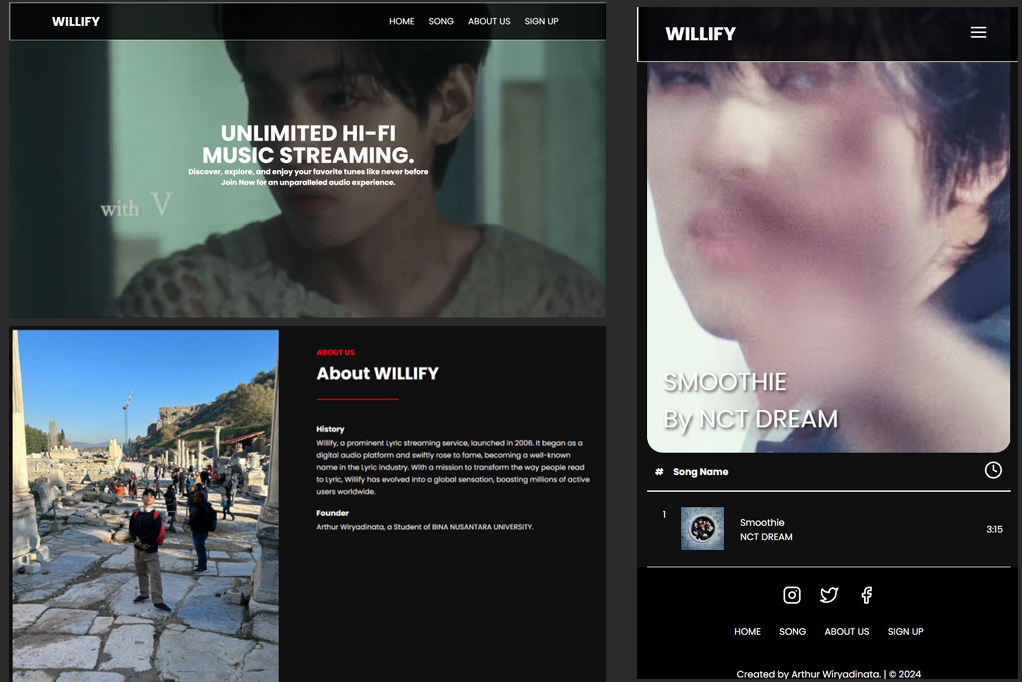 WILLIFY
HOME SONG ABOUT US SIGN UP
UNLIMITED HI-FI
MUSIC STREAMING.
Discover, explore, and enjoy your favorite tunes like never before
Join Now for an unparalleled audio experience.
with V
ABOUT US
About WILLIFY
History
Willify, a prominent Lyric streaming service, launched in 2006. It began as a
digital audio platform and swiftly rose to fame, becoming a well-known
name in the Lyric industry. With a mission to transform the way people read
to Lyric, Willify has evolved into a global sensation, boasting millions of active
users worldwide.
Founder
Arthur Wiryadinata, a Student of BINA NUSANTARA UNIVERSITY.
WILLIFY
SMOOTHIE
By NCT DREAM
# Song Name
1
Smoothie
NCT DREAM
3:15
HOME SONG ABOUT US SIGN UP
Created by Arthur Wiryadinata. | © 2024